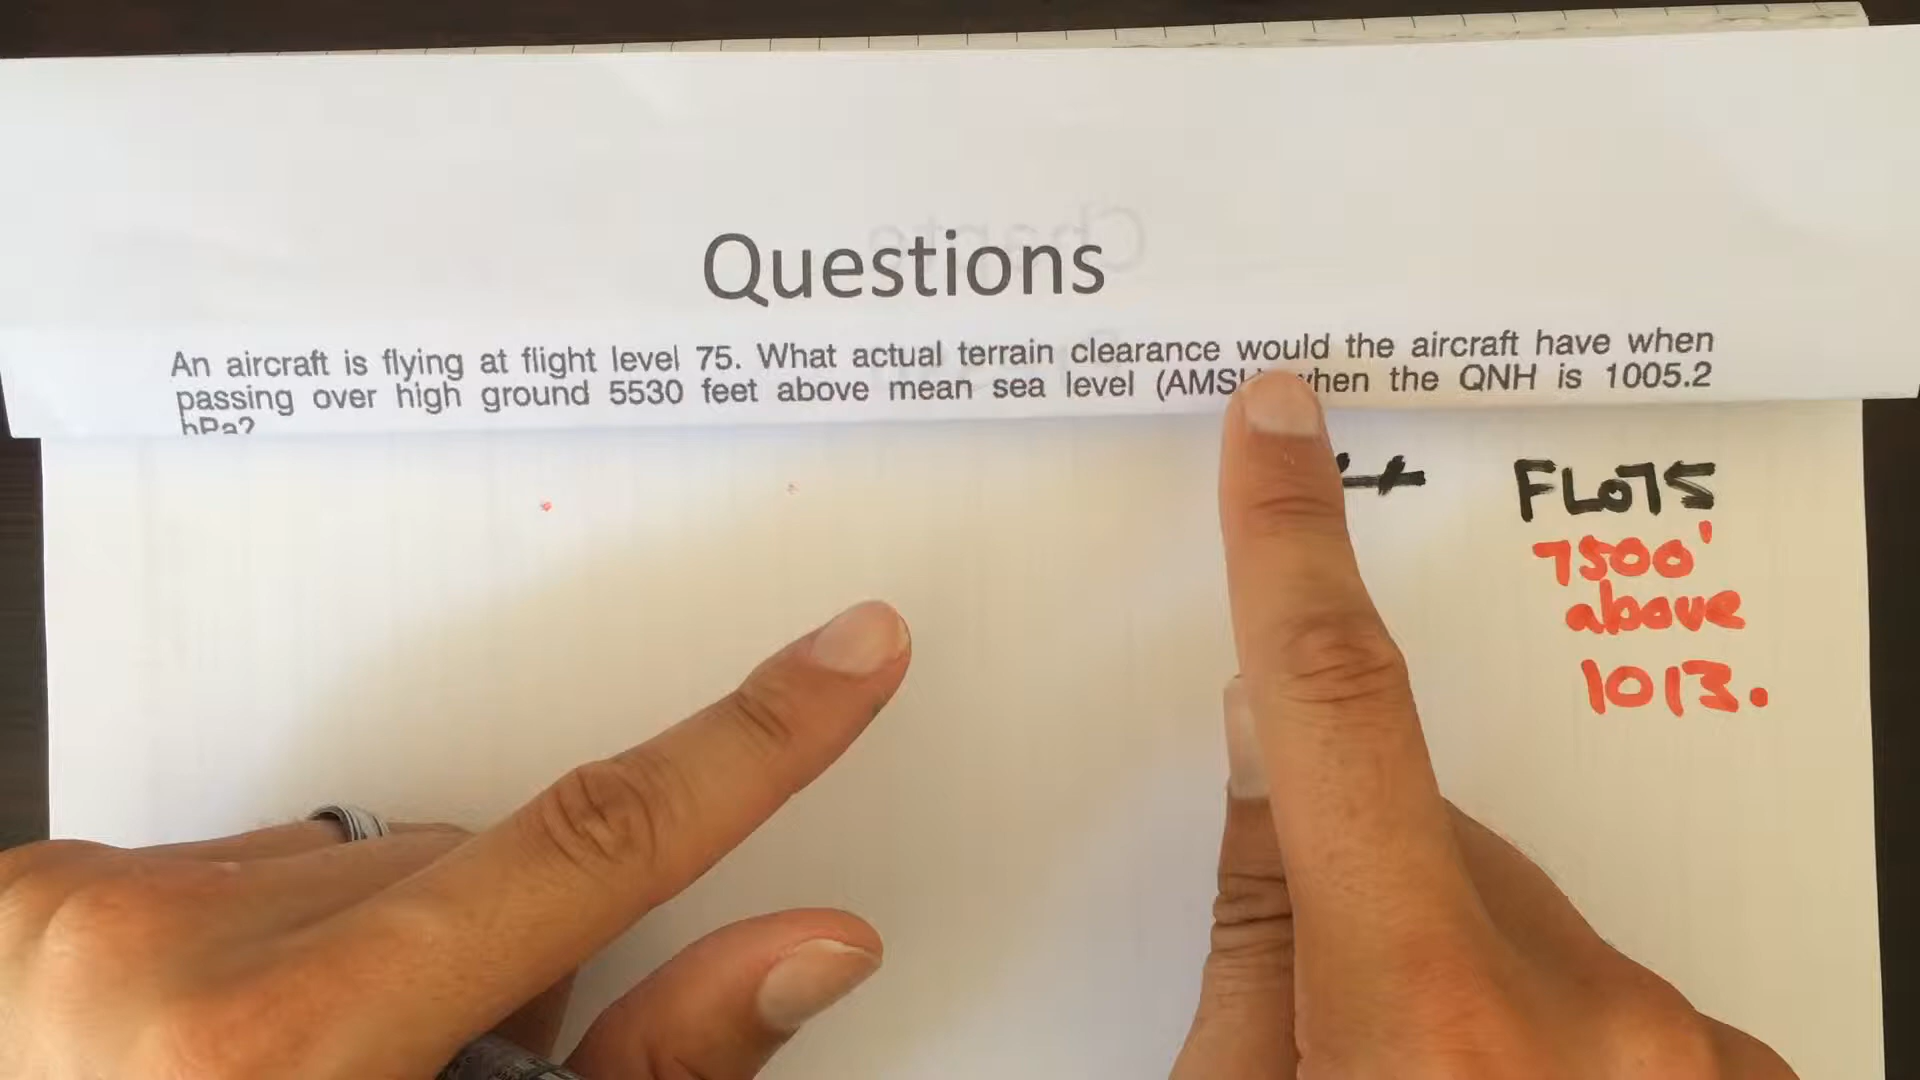 Questions
An aircraft is flying at flight level 75. What actual terrain clearance would the aircraft have when
passing over high ground 5530 feet above mean sea level (AMSL) when the QNH is 1005.2
hPa?
FL075
7500'
above
1013.